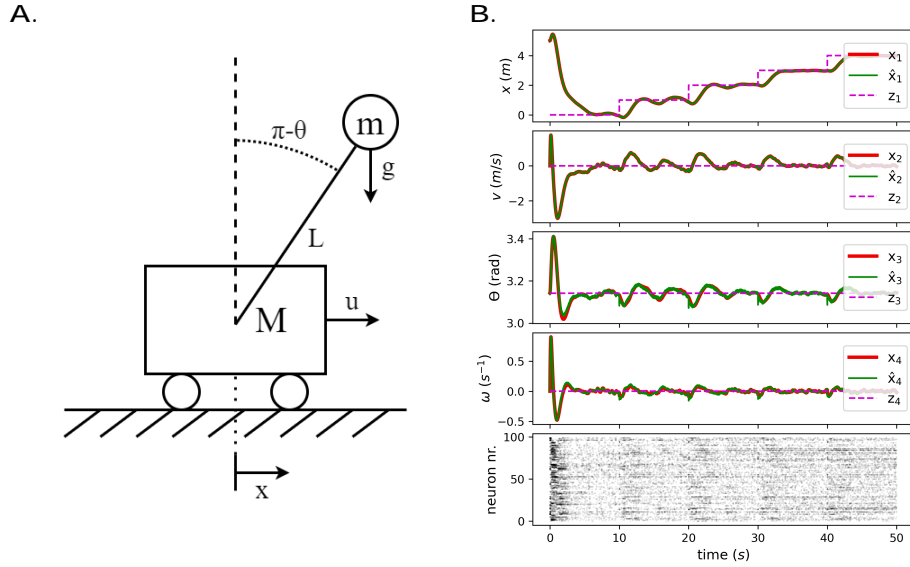 A.
π-θ
m
g
L
M
u
x
B.
x (m)
4
2
0
x₁
x̂₁
z₁
v (m/s)
0
−2
x₂
x̂₂
z₂
Θ (rad)
3.4
3.2
3.0
x₃
x̂₃
z₃
ω (s⁻¹)
0.5
0.0
−0.5
x₄
x̂₄
z₄
neuron nr.
100
50
0
0 10 20 30 40 50
time (s)